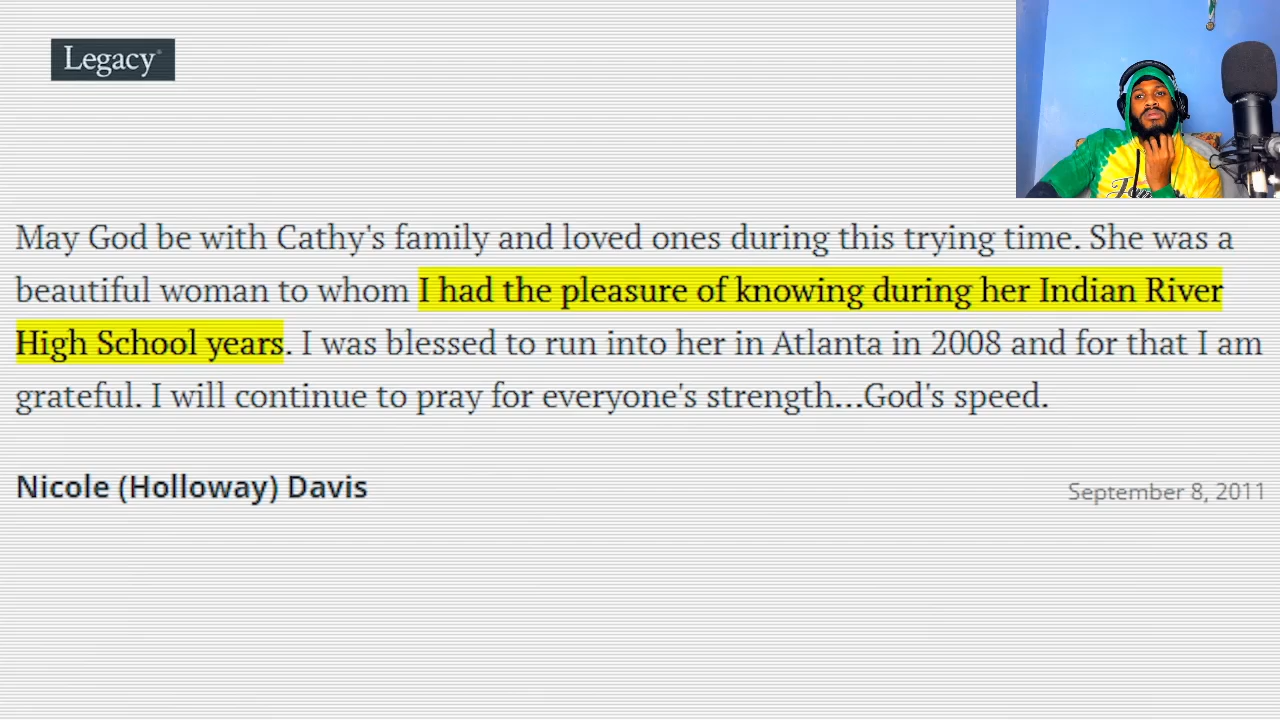 Legacy
May God be with Cathy's family and loved ones during this trying time. She was a
beautiful woman to whom I had the pleasure of knowing during her Indian River
High School years. I was blessed to run into her in Atlanta in 2008 and for that I am
grateful. I will continue to pray for everyone's strength...God's speed.
Nicole (Holloway) Davis
September 8, 2011